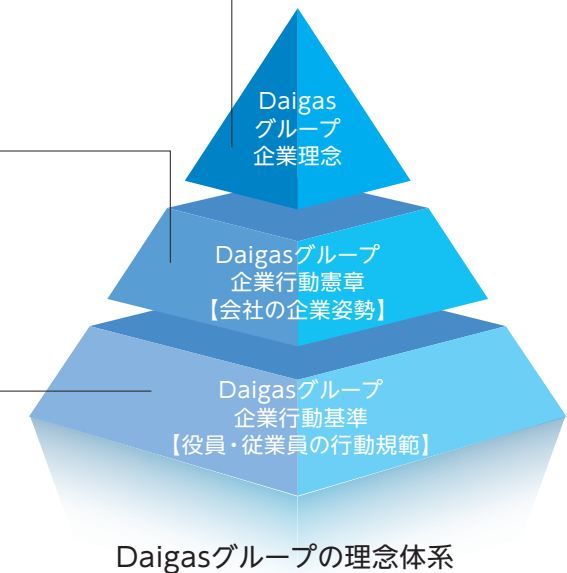 Daigas
グループ
企業理念
Daigasグループ
企業行動憲章
【会社の企業姿勢】
Daigasグループ
企業行動基準
【役員・従業員の行動規範】
Daigasグループの理念体系